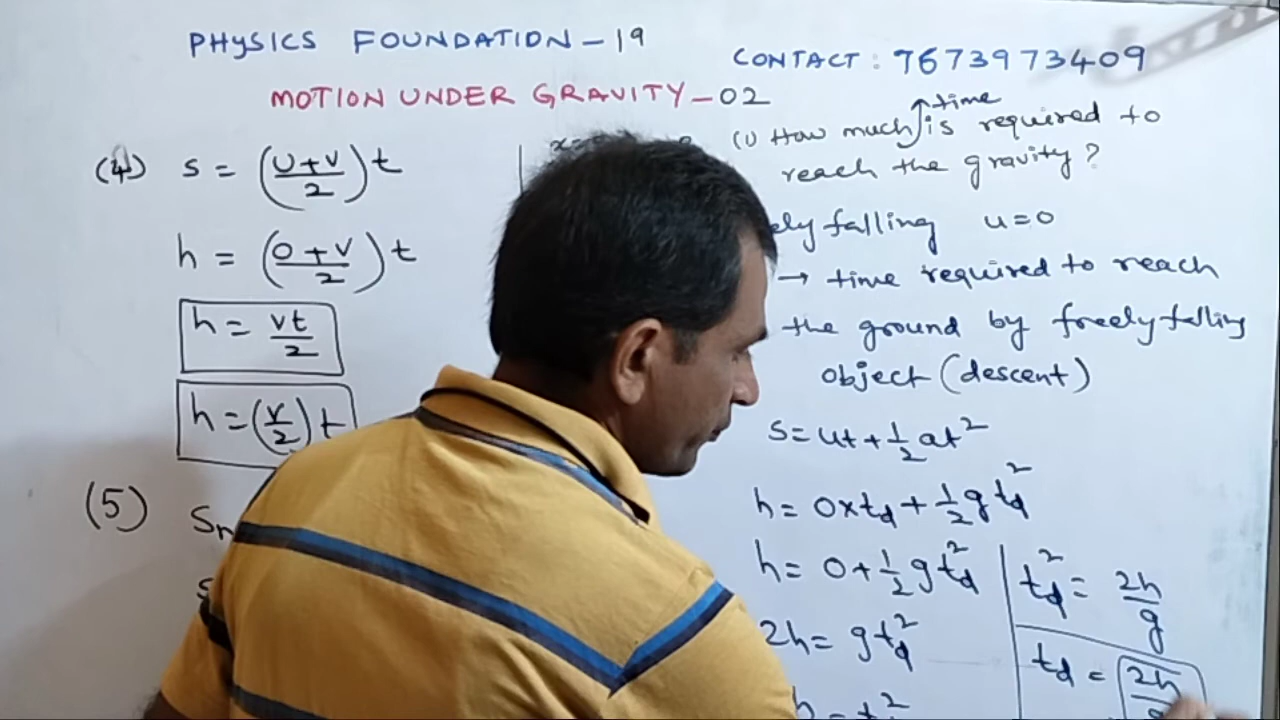 PHYSICS FOUNDATION - 19
CONTACT : 7673973409
MOTION UNDER GRAVITY - 02
(4) s = (u+v/2)t
h = (0+v/2)t
h = vt/2
h = (v/2)t
(5)
time
(1) How much is required to
reach the gravity?
falling u=0
→ time required to reach
the ground by freely falling
object (descent)
s = ut + 1/2 at²
h = 0×td + 1/2 g td²
h = 0 + 1/2 g td²
2h = g td²
td² = 2h/g
td = 2h/g